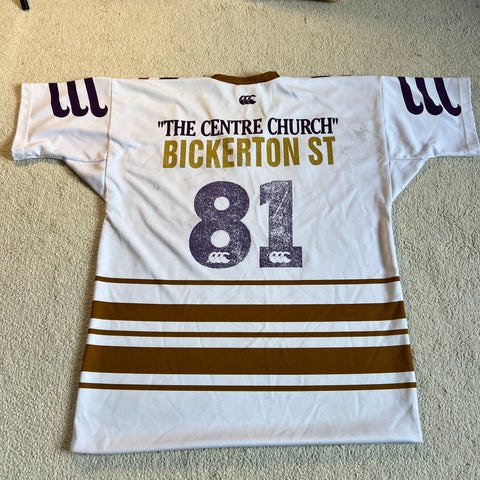 "THE CENTRE CHURCH"
BICKERTON ST
81